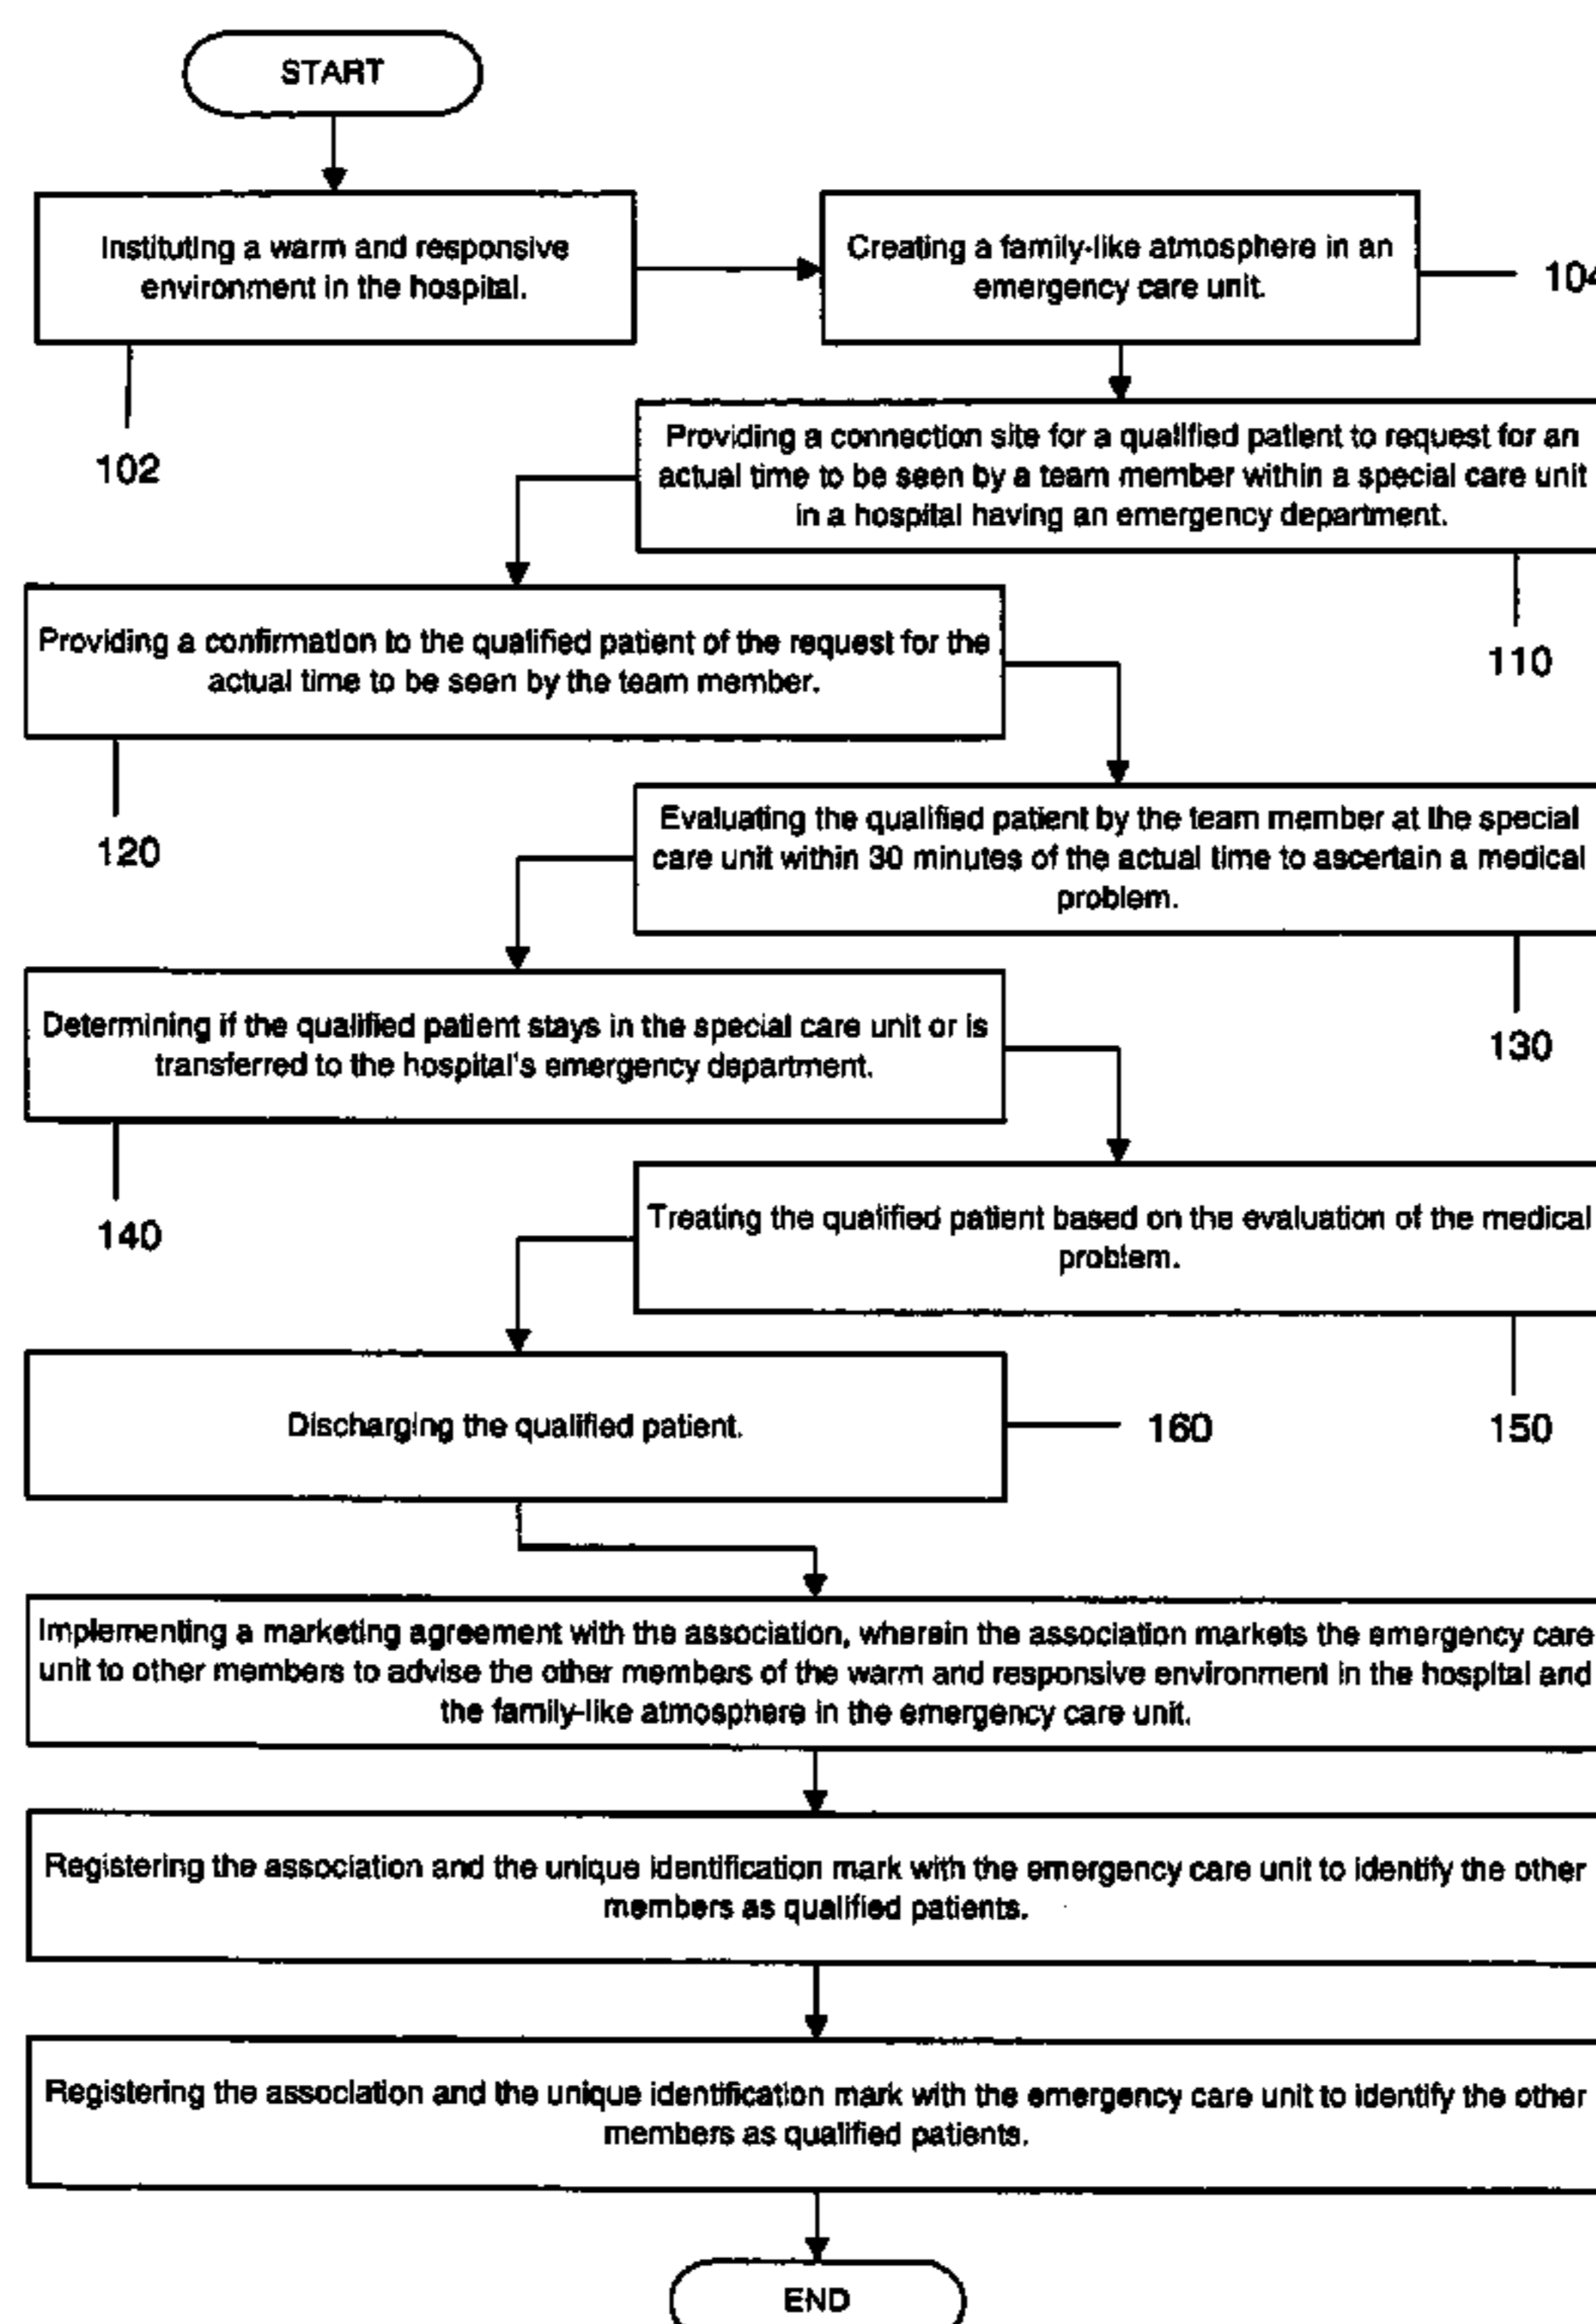 START
Instituting a warm and responsive
environment in the hospital.
Creating a family-like atmosphere in an
emergency care unit.
104
102
Providing a connection site for a qualified patient to request for an
actual time to be seen by a team member within a special care unit
in a hospital having an emergency department.
110
Providing a confirmation to the qualified patient of the request for the
actual time to be seen by the team member.
120
Evaluating the qualified patient by the team member at the special
care unit within 30 minutes of the actual time to ascertain a medical
problem.
130
Determining if the qualified patient stays in the special care unit or is
transferred to the hospital's emergency department.
140
Treating the qualified patient based on the evaluation of the medical
problem.
150
Discharging the qualified patient.
160
Implementing a marketing agreement with the association, wherein the association markets the emergency care
unit to other members to advise the other members of the warm and responsive environment in the hospital and
the family-like atmosphere in the emergency care unit.
Registering the association and the unique identification mark with the emergency care unit to identify the other
members as qualified patients.
Registering the association and the unique identification mark with the emergency care unit to identify the other
members as qualified patients.
END